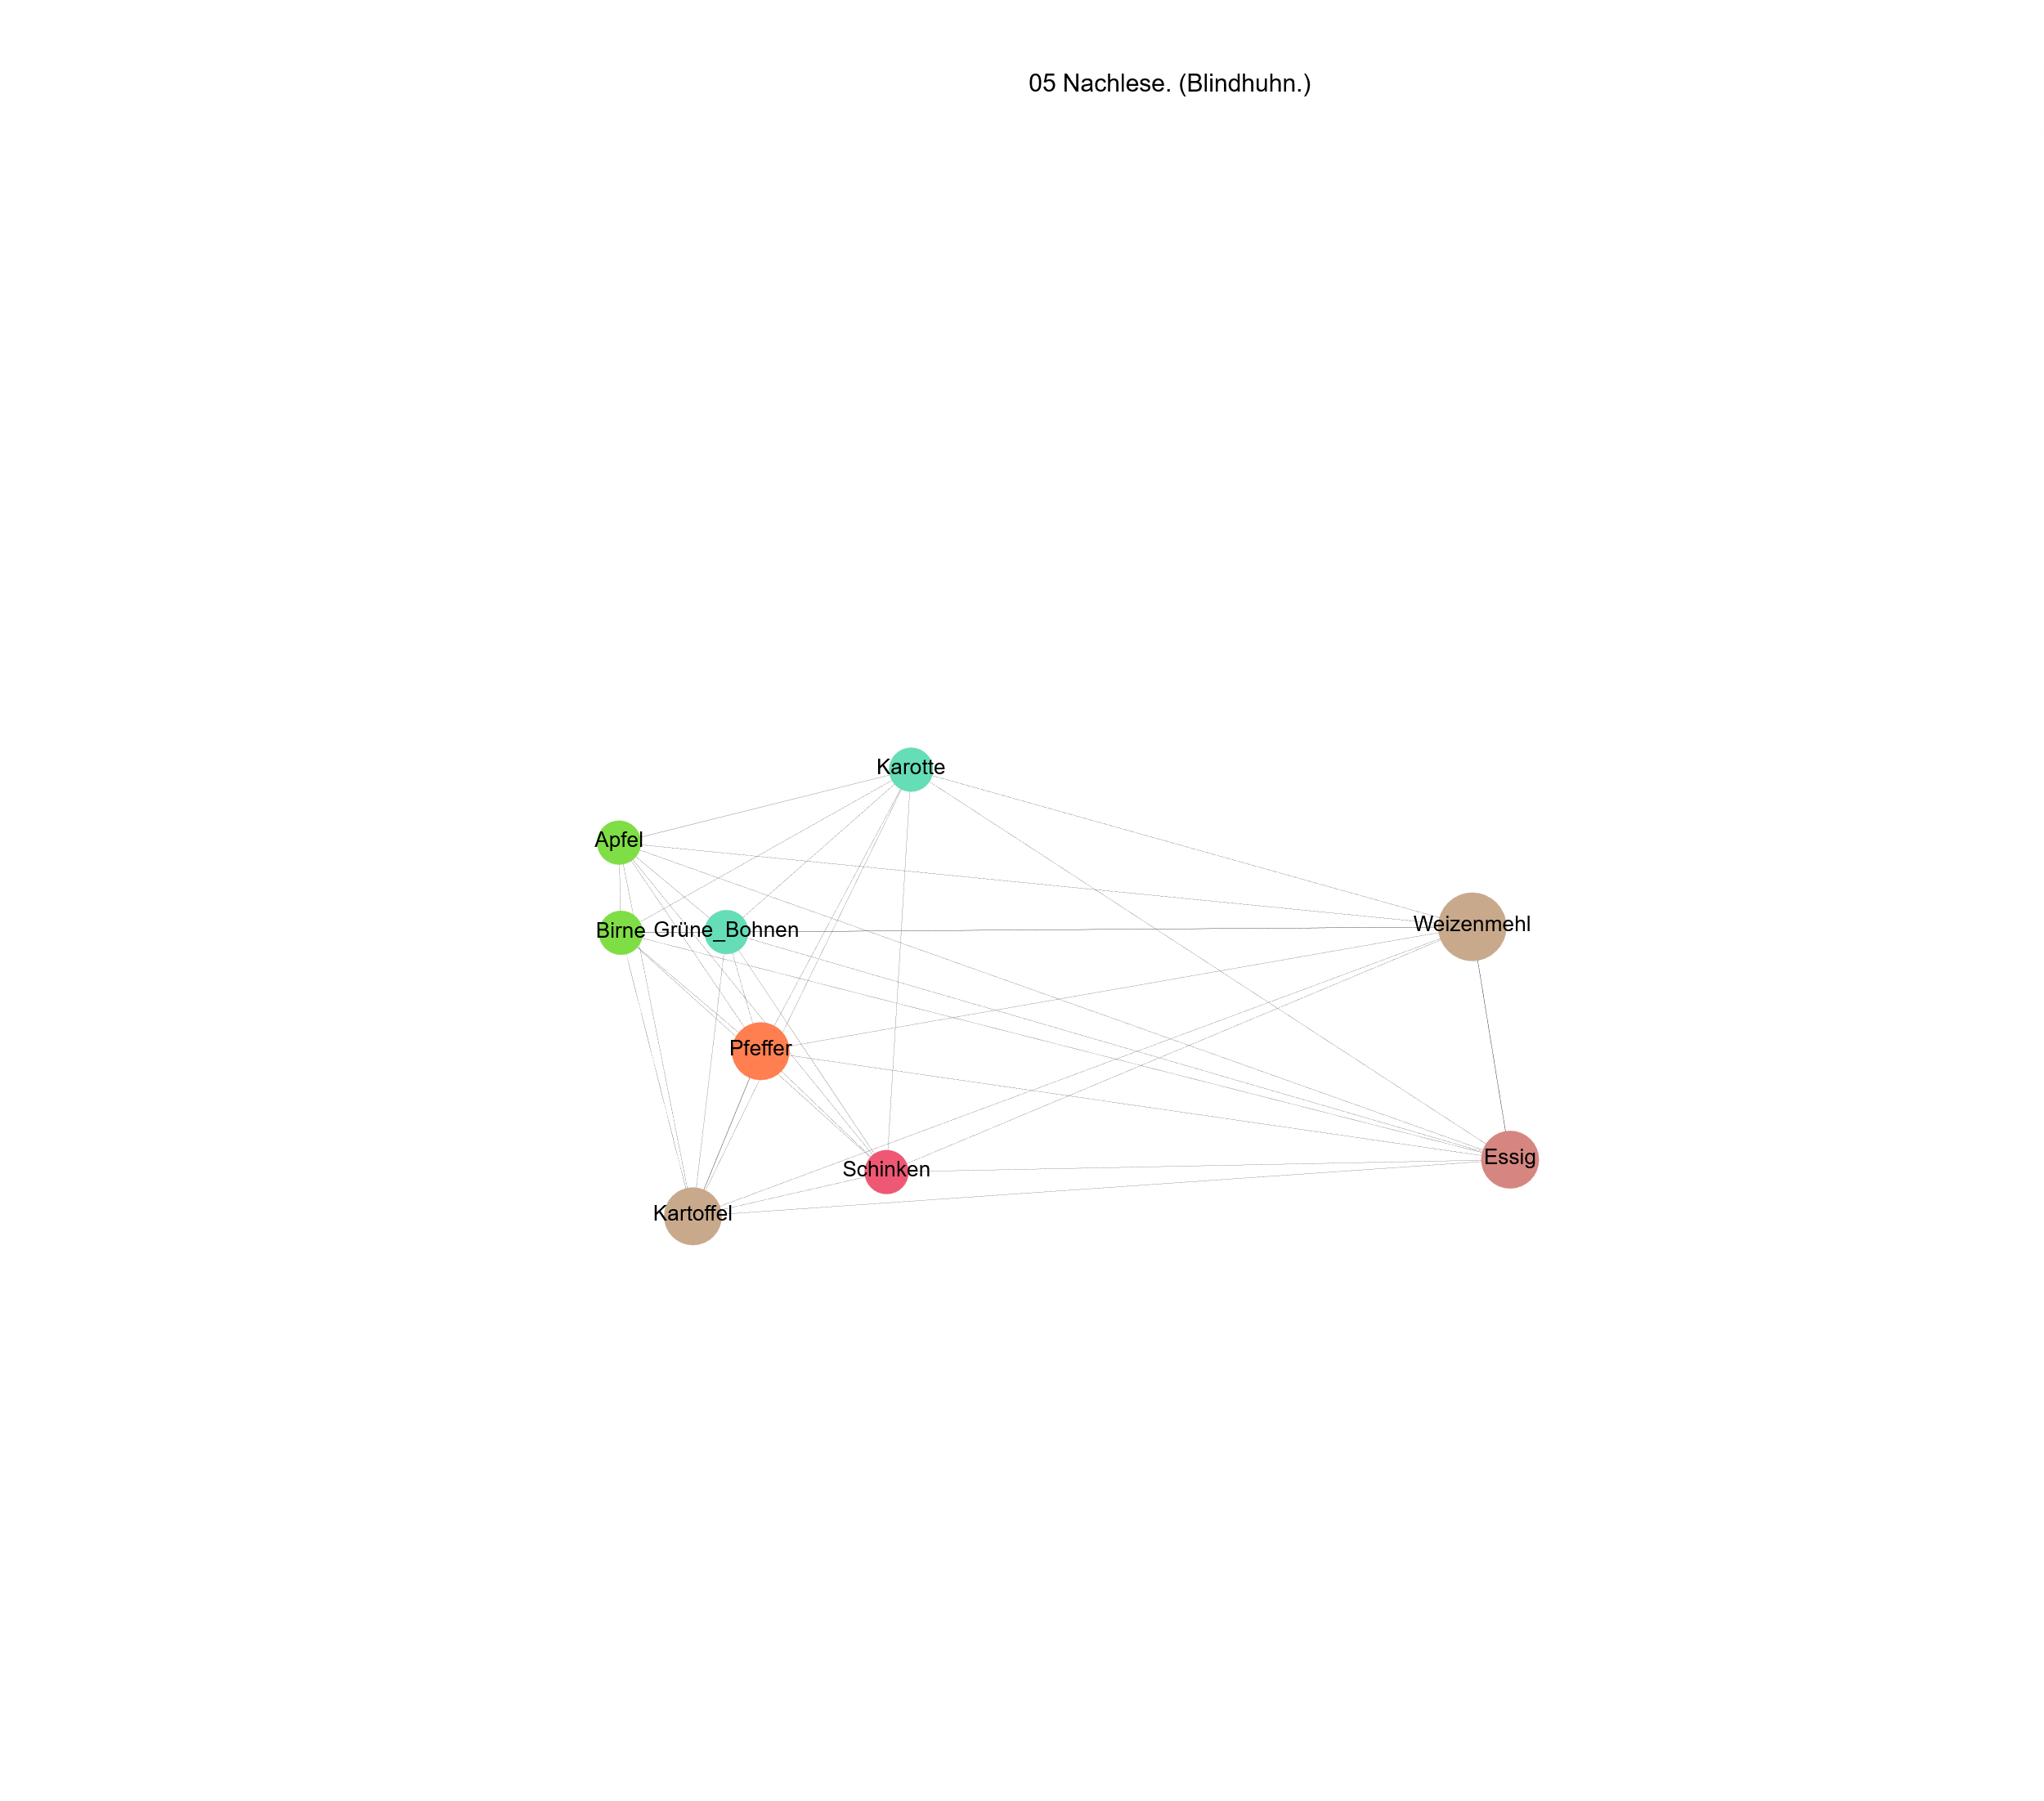 05 Nachlese. (Blindhuhn.)
Karotte
Apfel
Birne
Grüne_Bohnen
Weizenmehl
Pfeffer
Schinken
Essig
Kartoffel